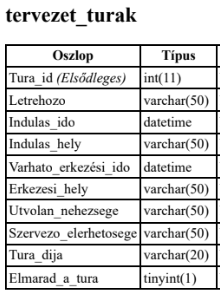 tervezet_turak
Oszlop Típus
Tura_id (Elsődleges) int(11)
Letrehozo varchar(50)
Indulas_ido datetime
Indulas_hely varchar(50)
Varhato_erkezési_ido datetime
Erkezesi_hely varchar(50)
Utvolan_nehezsege varchar(50)
Szervezo_elerhetosege varchar(50)
Tura_dija varchar(20)
Elmarad_a_tura tinyint(1)